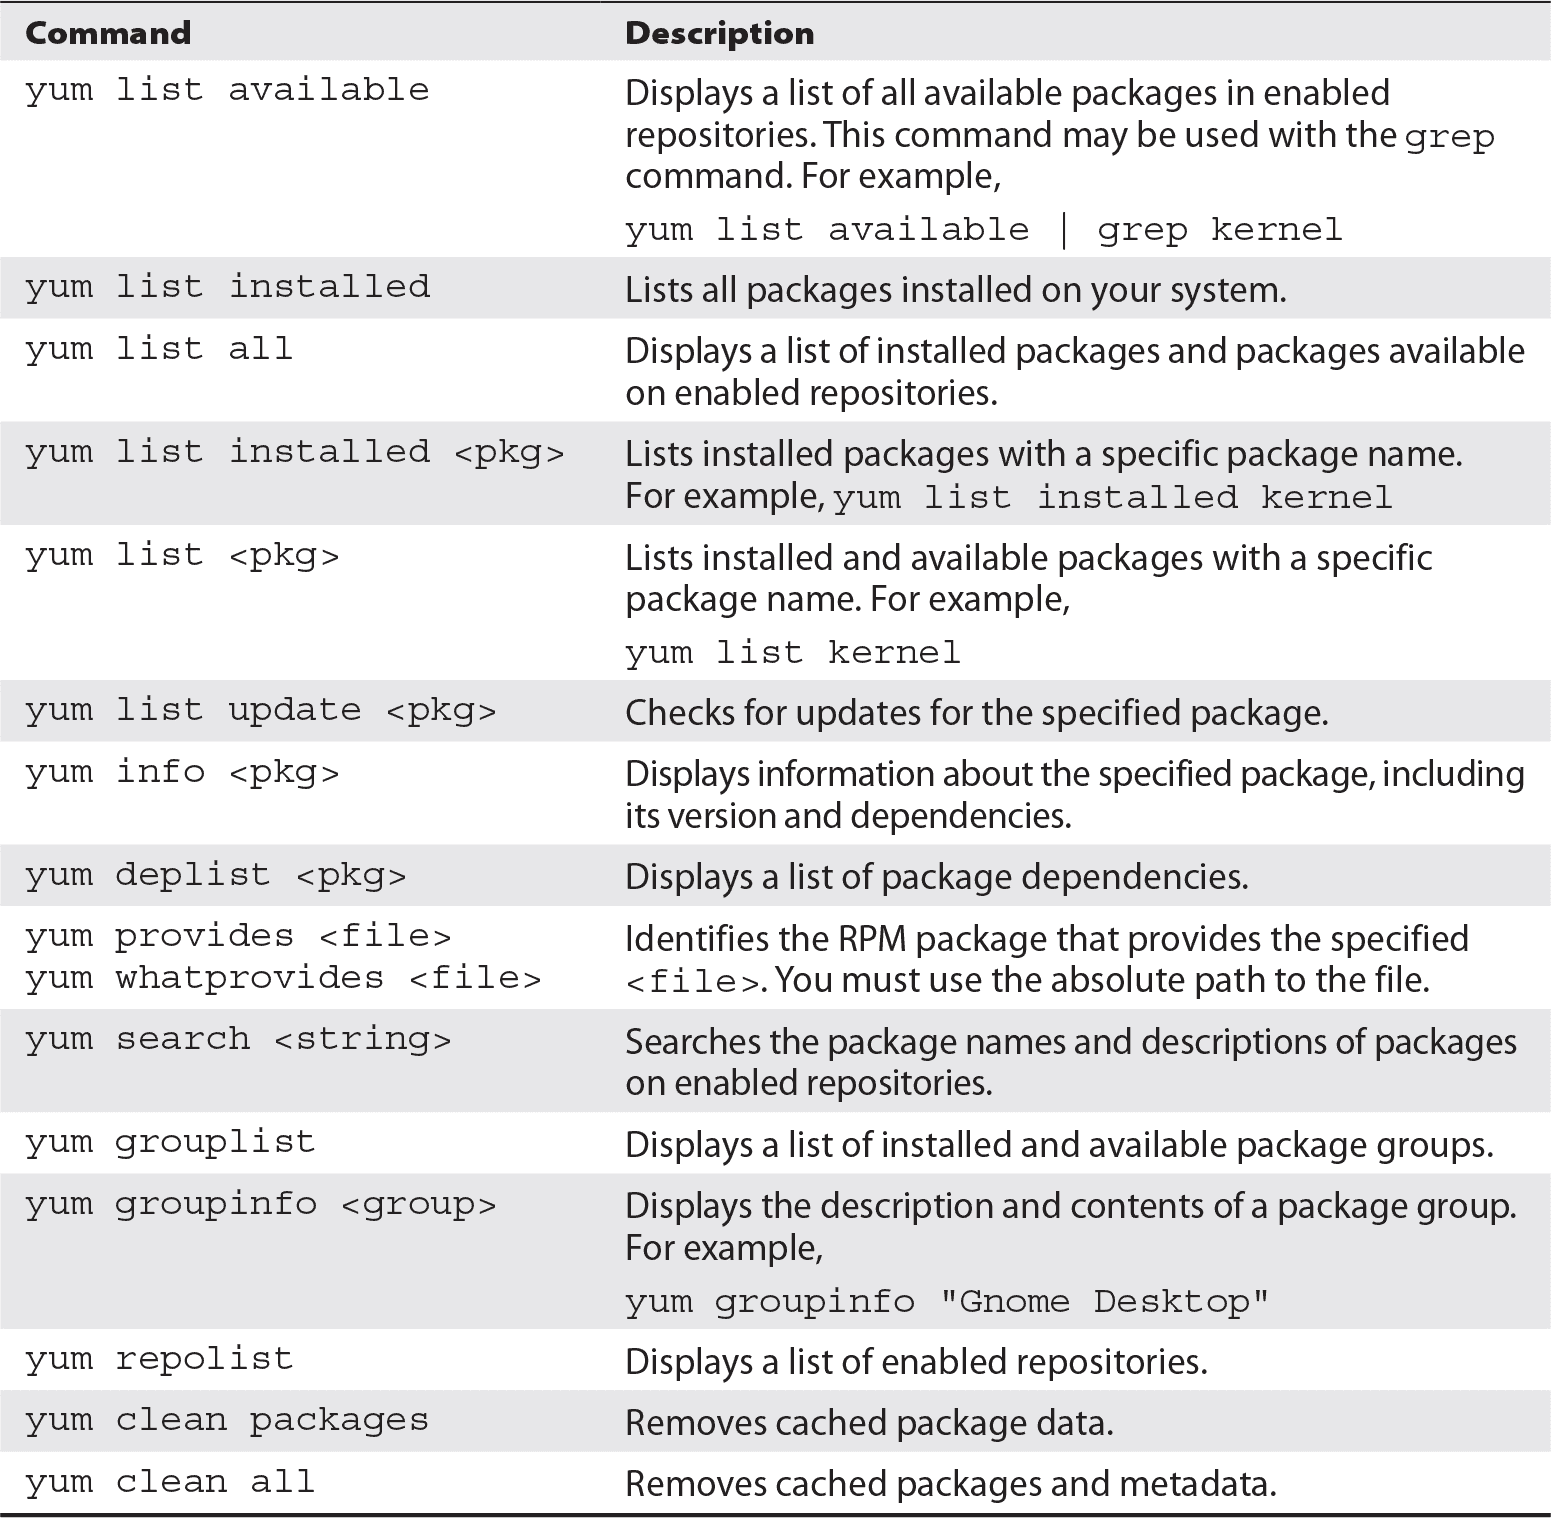 Command Description
yum list available Displays a list of all available packages in enabled
repositories. This command may be used with the grep
command. For example,
yum list available | grep kernel
yum list installed Lists all packages installed on your system.
yum list all Displays a list of installed packages and packages available
on enabled repositories.
yum list installed <pkg> Lists installed packages with a specific package name.
For example, yum list installed kernel
yum list <pkg> Lists installed and available packages with a specific
package name. For example,
yum list kernel
yum list update <pkg> Checks for updates for the specified package.
yum info <pkg> Displays information about the specified package, including
its version and dependencies.
yum deplist <pkg> Displays a list of package dependencies.
yum provides <file> Identifies the RPM package that provides the specified
yum whatprovides <file> <file>. You must use the absolute path to the file.
yum search <string> Searches the package names and descriptions of packages
on enabled repositories.
yum grouplist Displays a list of installed and available package groups.
yum groupinfo <group> Displays the description and contents of a package group.
For example,
yum groupinfo "Gnome Desktop"
yum repolist Displays a list of enabled repositories.
yum clean packages Removes cached package data.
yum clean all Removes cached packages and metadata.